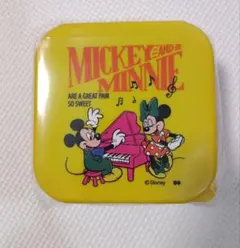 MICKEY AND
MINNIE
ARE A GREAT PAIR
SO SWEET
© Disney